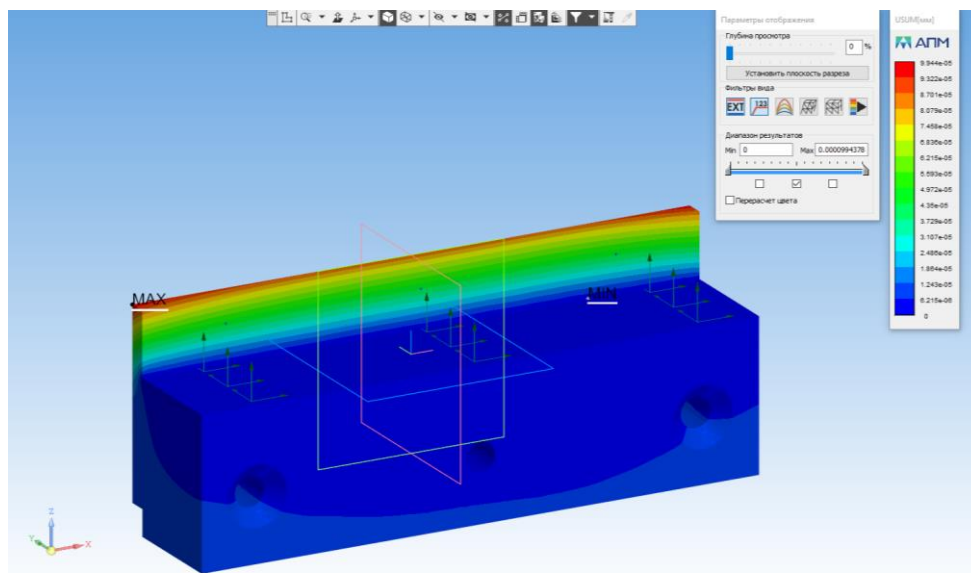 Параметры отображения
Глубина просмотра
0 %
Установить плоскость разреза
Фильтры вида
EXT 123
Диапазон результатов
Min 0 Max 0.0000994378
Перерасчет цвета
USUM[мм]
АПМ
9.944e-05
9.322e-05
8.701e-05
8.079e-05
7.458e-05
6.836e-05
6.215e-05
5.593e-05
4.972e-05
4.35e-05
3.729e-05
3.107e-05
2.486e-05
1.864e-05
1.243e-05
6.215e-06
0
MAX
MIN
Z
Y
X